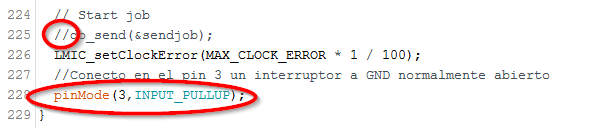 224 // Start job
225 //ob_send(&sendjob);
226 LMIC_setClockError(MAX_CLOCK_ERROR * 1 / 100);
227 //Conecto en el pin 3 un interruptor a GND normalmente abierto
228 pinMode(3,INPUT_PULLUP);
229 }